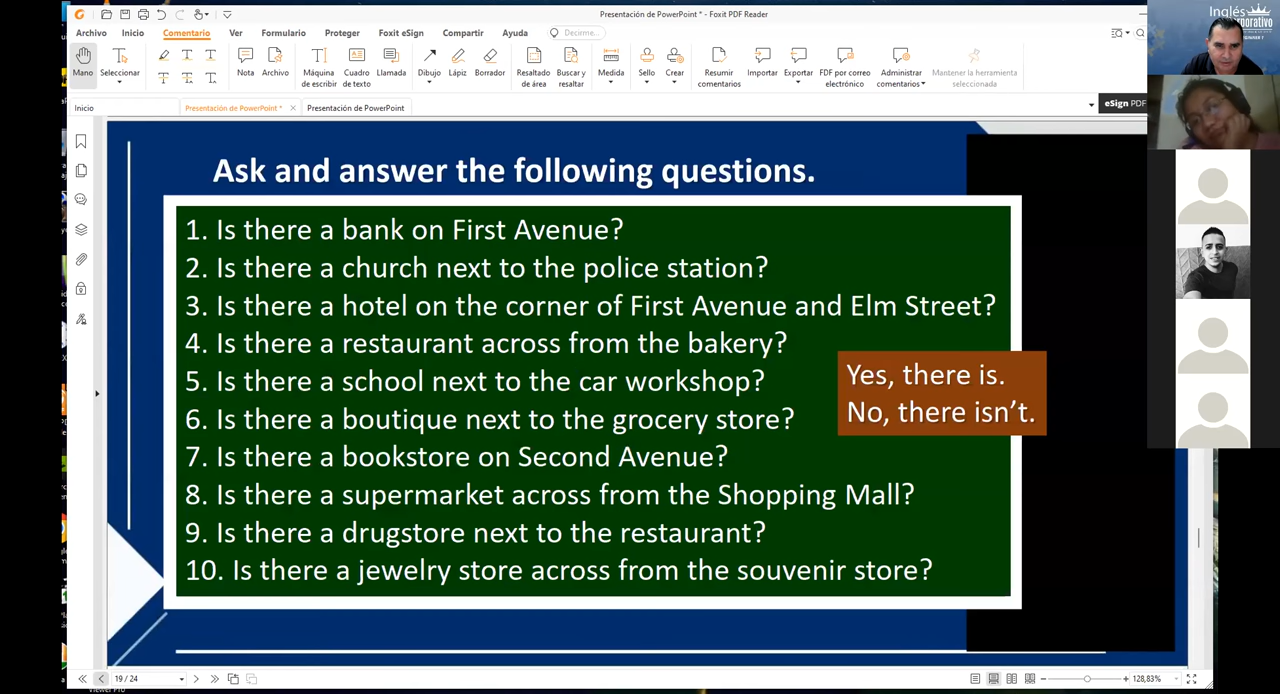 Presentación de PowerPoint * - Foxit PDF Reader
Archivo Inicio Comentario Ver Formulario Proteger Foxit eSign Compartir Ayuda Decirme...
Mano Seleccionar Nota Archivo Máquina de escribir Cuadro de texto Llamada Dibujo Lápiz Borrador Resaltado de área Buscar y resaltar Medida Sello Crear Resumir comentarios Importar Exportar PDF por correo electrónico Administrar comentarios Mantener la herramienta seleccionada
Inicio Presentación de PowerPoint * Presentación de PowerPoint eSign PDF
Inglés
Ask and answer the following questions.
1. Is there a bank on First Avenue?
2. Is there a church next to the police station?
3. Is there a hotel on the corner of First Avenue and Elm Street?
4. Is there a restaurant across from the bakery?
5. Is there a school next to the car workshop?
6. Is there a boutique next to the grocery store?
7. Is there a bookstore on Second Avenue?
8. Is there a supermarket across from the Shopping Mall?
9. Is there a drugstore next to the restaurant?
10. Is there a jewelry store across from the souvenir store?
Yes, there is.
No, there isn't.
19 / 24 128,83%
Viewer Pro